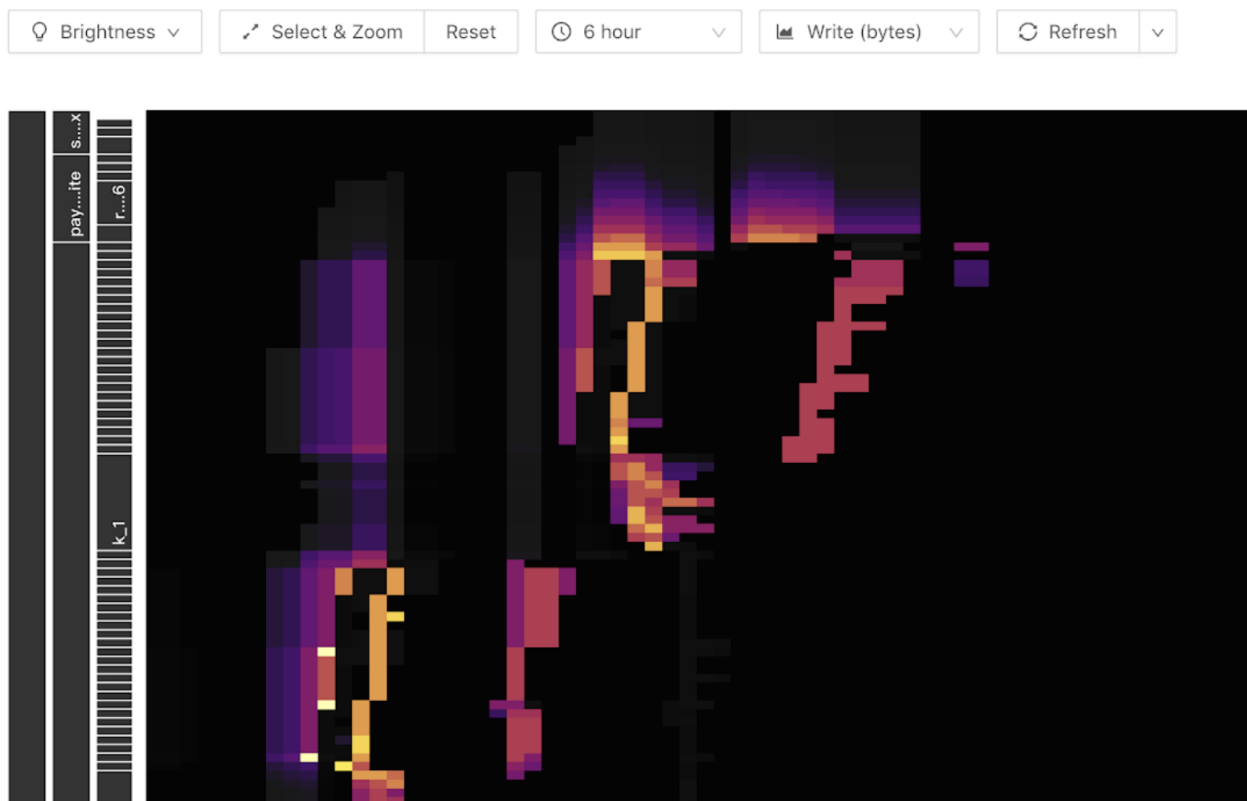 Brightness
Select & Zoom
Reset
6 hour
Write (bytes)
Refresh
s....x
pay....ite
r....6
k_1